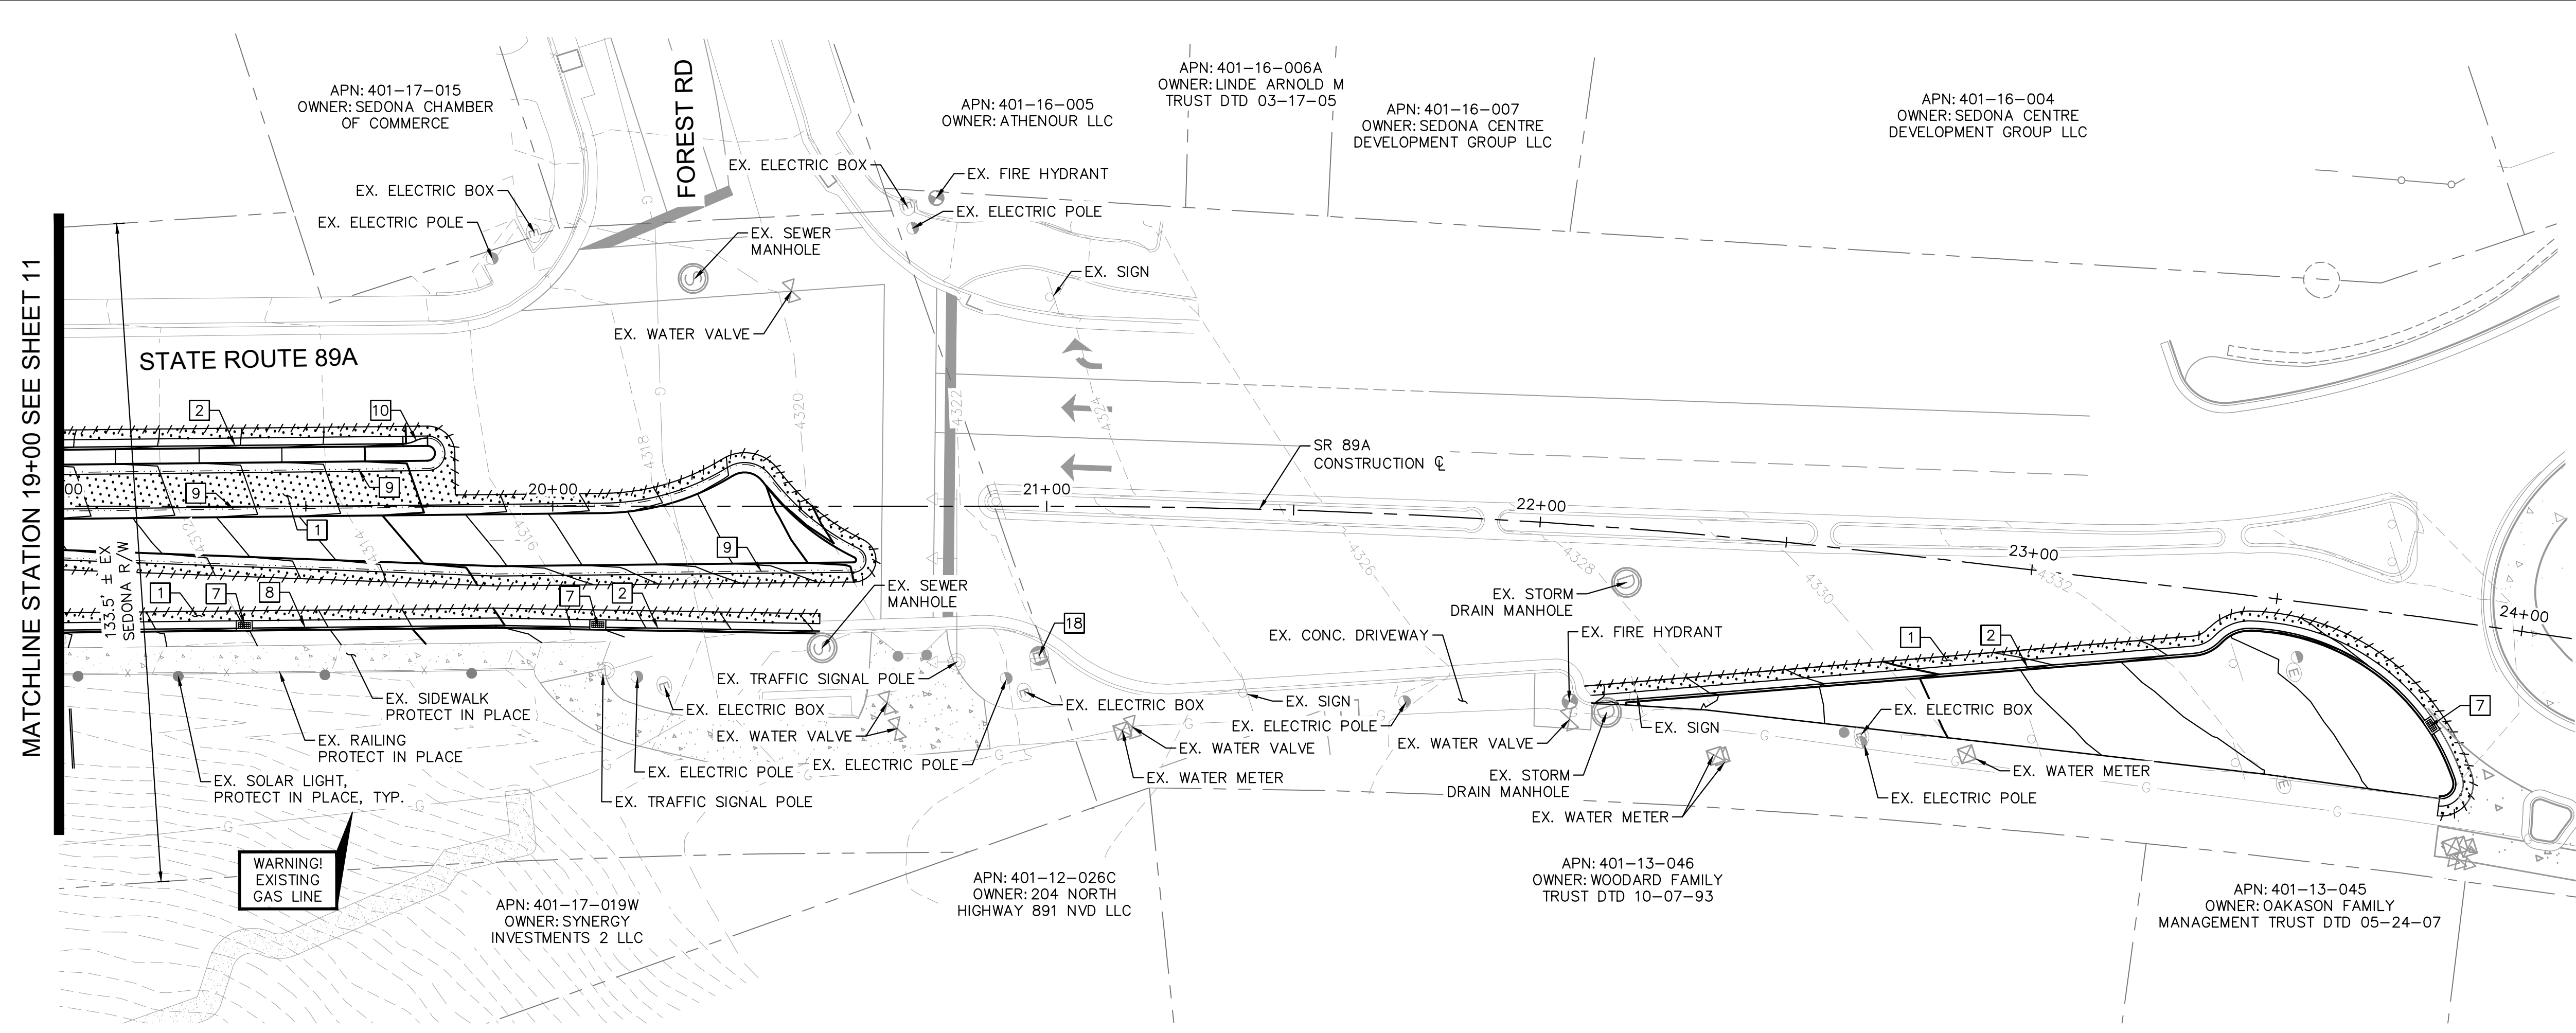 MATCHLINE STATION 19+00 SEE SHEET 11
APN: 401-17-015
OWNER: SEDONA CHAMBER
OF COMMERCE
FOREST RD
APN: 401-16-005
OWNER: ATHENOUR LLC
APN: 401-16-006A
OWNER: LINDE ARNOLD M
TRUST DTD 03-17-05
APN: 401-16-007
OWNER: SEDONA CENTRE
DEVELOPMENT GROUP LLC
APN: 401-16-004
OWNER: SEDONA CENTRE
DEVELOPMENT GROUP LLC
EX. ELECTRIC BOX
EX. ELECTRIC POLE
EX. ELECTRIC BOX
EX. FIRE HYDRANT
EX. ELECTRIC POLE
EX. SEWER
MANHOLE
EX. SIGN
EX. WATER VALVE
STATE ROUTE 89A
G
G
4320
4322
4324
4318
2
10
SR 89A
CONSTRUCTION ℄
00
9
9
20+00
21+00
22+00
23+00
24+00
1
4312
4314
4316
9
4326
4328
4330
4332
133.5' ± EX
SEDONA R/W
1
7
8
7
2
EX. SEWER
MANHOLE
18
EX. STORM
DRAIN MANHOLE
EX. CONC. DRIVEWAY
EX. FIRE HYDRANT
1
2
7
EX. TRAFFIC SIGNAL POLE
EX. SIDEWALK
PROTECT IN PLACE
EX. ELECTRIC BOX
EX. WATER VALVE
EX. ELECTRIC BOX
EX. SIGN
EX. ELECTRIC POLE
EX. SIGN
EX. ELECTRIC BOX
EX. RAILING
PROTECT IN PLACE
EX. WATER VALVE
EX. WATER VALVE
EX. ELECTRIC POLE
EX. ELECTRIC POLE
EX. WATER METER
EX. STORM
DRAIN MANHOLE
EX. WATER METER
EX. SOLAR LIGHT,
PROTECT IN PLACE, TYP.
EX. TRAFFIC SIGNAL POLE
EX. WATER METER
EX. ELECTRIC POLE
WARNING!
EXISTING
GAS LINE
APN: 401-17-019W
OWNER: SYNERGY
INVESTMENTS 2 LLC
APN: 401-12-026C
OWNER: 204 NORTH
HIGHWAY 891 NVD LLC
APN: 401-13-046
OWNER: WOODARD FAMILY
TRUST DTD 10-07-93
APN: 401-13-045
OWNER: OAKASON FAMILY
MANAGEMENT TRUST DTD 05-24-07